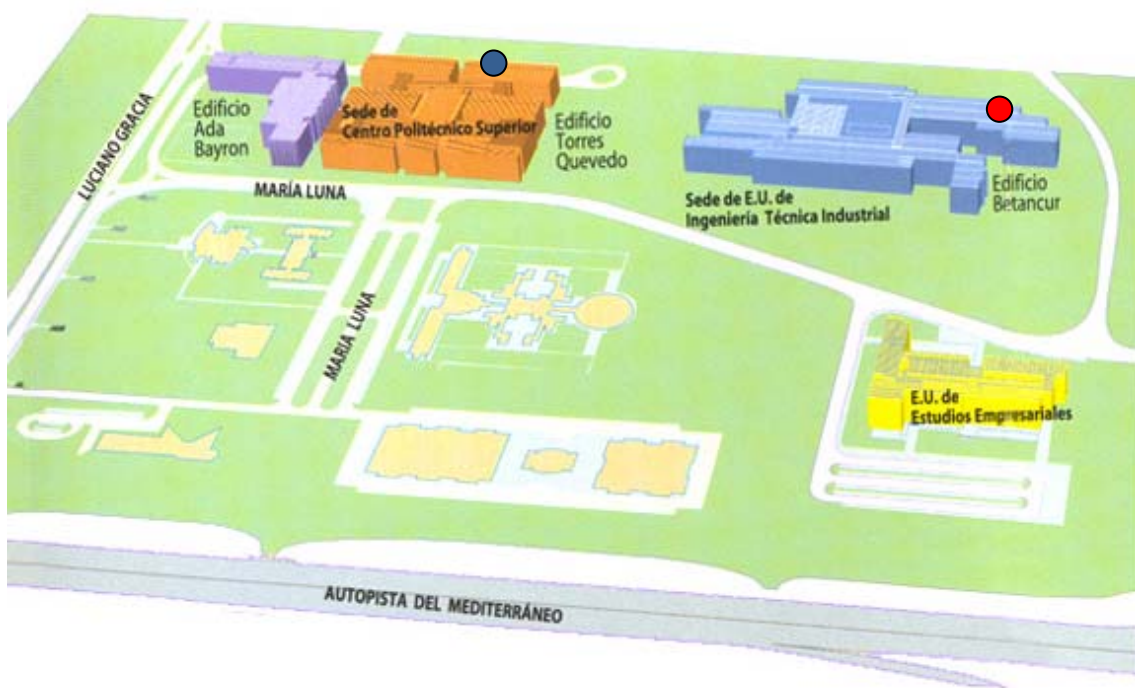 LUCIANO GRACIA
Edificio
Ada
Bayron
Sede de
Centro Politécnico Superior
Edificio
Torres
Quevedo
MARÍA LUNA
MARIA LUNA
Sede de E.U. de
Ingeniería Técnica Industrial
Edificio
Betancur
E.U. de
Estudios Empresariales
AUTOPISTA DEL MEDITERRÁNEO